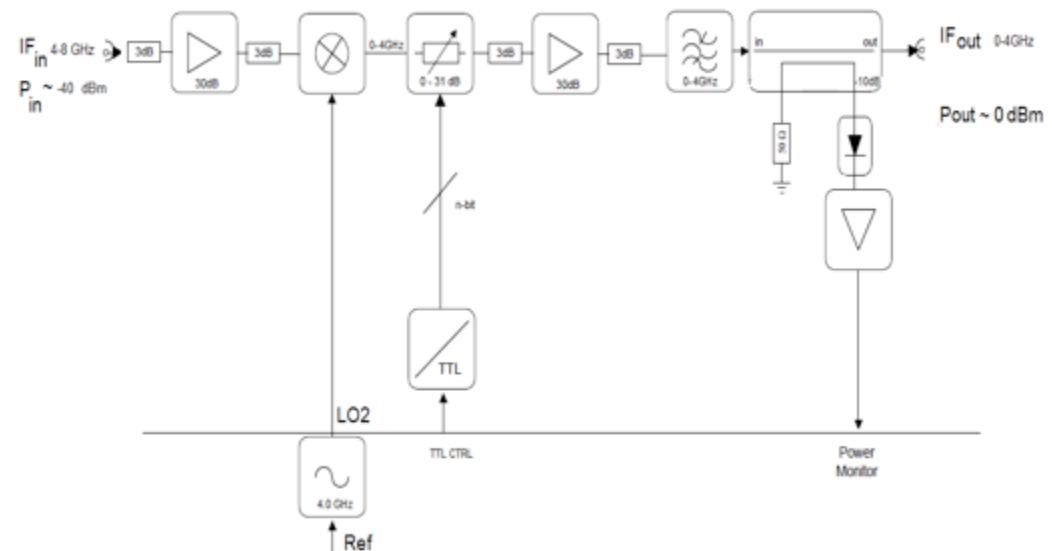 IFin 4-8 GHz
Pin ~ -40 dBm
3dB
30dB
3dB
0-4GHz
0 - 31 dB
3dB
30dB
3dB
0-4GHz
in
out
-10dB
IFout 0-4GHz
Pout ~ 0 dBm
50 Ω
n-bit
TTL
LO2
TTL CTRL
Power
Monitor
4.0 GHz
Ref